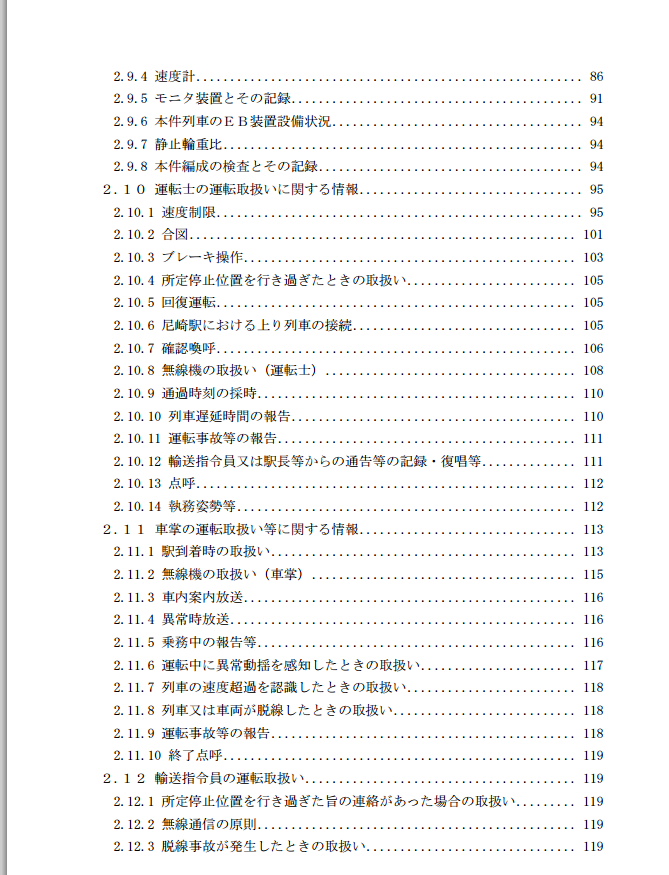 2.9.4 速度計.......................................................... 86
2.9.5 モニタ装置とその記録............................................ 91
2.9.6 本件列車のＥＢ装置設備状況...................................... 94
2.9.7 静止輪重比...................................................... 94
2.9.8 本件編成の検査とその記録........................................ 94
２.１０ 運転士の運転取扱いに関する情報.................................. 95
2.10.1 速度制限....................................................... 95
2.10.2 合図.......................................................... 101
2.10.3 ブレーキ操作.................................................. 103
2.10.4 所定停止位置を行き過ぎたときの取扱い.......................... 105
2.10.5 回復運転...................................................... 105
2.10.6 尼崎駅における上り列車の接続.................................. 105
2.10.7 確認喚呼...................................................... 106
2.10.8 無線機の取扱い（運転士）...................................... 108
2.10.9 通過時刻の採時................................................ 110
2.10.10 列車遅延時間の報告........................................... 110
2.10.11 運転事故等の報告............................................. 111
2.10.12 輸送指令員又は駅長等からの通告等の記録・復唱等............... 111
2.10.13 点呼......................................................... 112
2.10.14 執務姿勢等................................................... 112
２.１１ 車掌の運転取扱い等に関する情報................................. 113
2.11.1 駅到着時の取扱い.............................................. 113
2.11.2 無線機の取扱い（車掌）........................................ 115
2.11.3 車内案内放送.................................................. 116
2.11.4 異常時放送.................................................... 116
2.11.5 乗務中の報告等................................................ 116
2.11.6 運転中に異常動揺を感知したときの取扱い........................ 117
2.11.7 列車の速度超過を認識したときの取扱い.......................... 118
2.11.8 列車又は車両が脱線したときの取扱い............................ 118
2.11.9 運転事故等の報告.............................................. 118
2.11.10 終了点呼..................................................... 119
２.１２ 輸送指令員の運転取扱い......................................... 119
2.12.1 所定停止位置を行き過ぎた旨の連絡があった場合の取扱い......... 119
2.12.2 無線通信の原則................................................ 119
2.12.3 脱線事故が発生したときの取扱い................................ 119